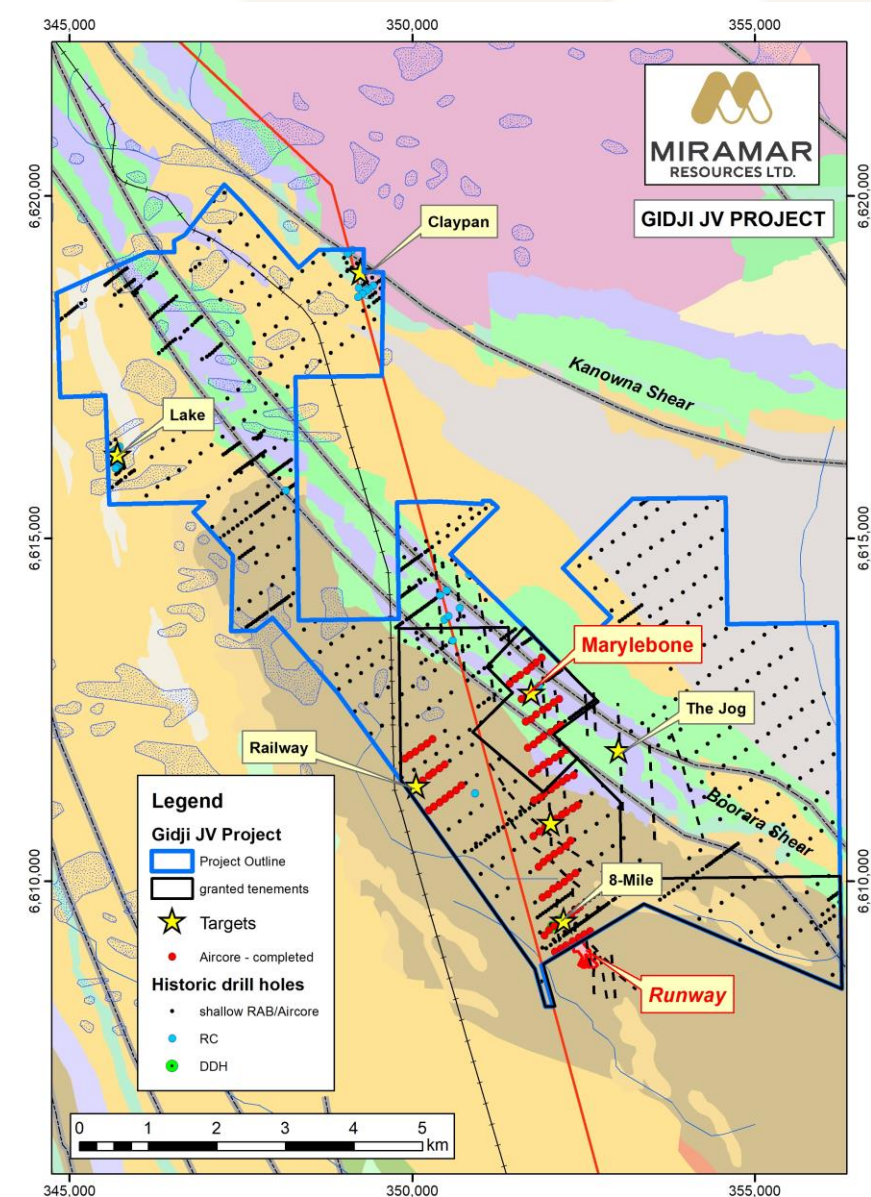 345,000
350,000
355,000
6,620,000
6,620,000
MIRAMAR
RESOURCES LTD.
GIDJI JV PROJECT
Claypan
Kanowna Shear
Lake
6,615,000
6,615,000
Marylebone
The Jog
Railway
Boorara Shear
Legend
Gidji JV Project
Project Outline
granted tenements
Targets
Aircore - completed
Historic drill holes
shallow RAB/Aircore
RC
DDH
6,610,000
6,610,000
8-Mile
Runway
0 1 2 3 4 5
km
345,000
350,000
355,000